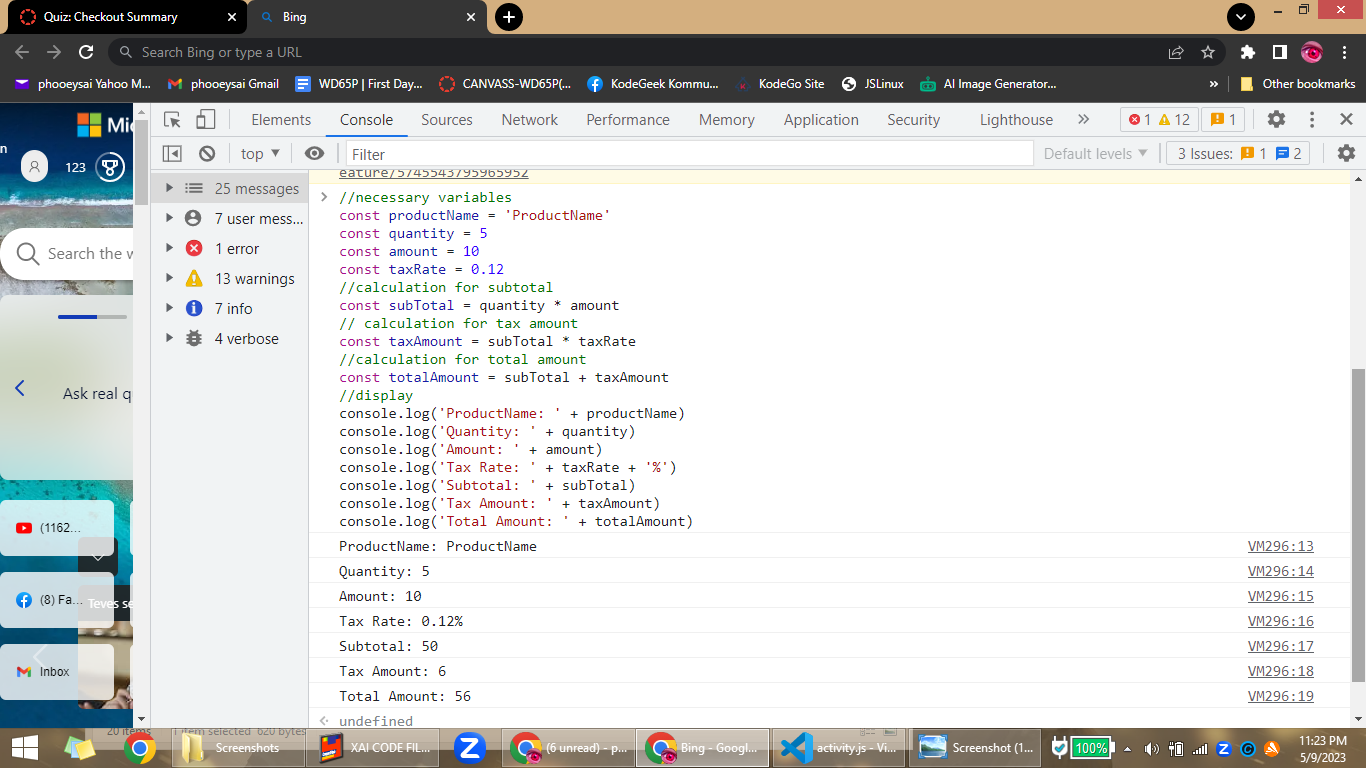 Quiz: Checkout Summary
Bing
Search Bing or type a URL
phooeysai Yahoo M...
phooeysai Gmail
WD65P | First Day...
CANVASS-WD65P(...
KodeGeek Kommu...
KodeGo Site
JSLinux
AI Image Generator...
Other bookmarks
Elements
Console
Sources
Network
Performance
Memory
Application
Security
Lighthouse
1
12
1
top
Filter
Default levels
3 Issues:
1
2
25 messages
7 user mess...
1 error
13 warnings
7 info
4 verbose
n
Mic
123
Search the w
Ask real q
(1162...
(8) Fa...
Teves se
Inbox
eature/5745543795965952
//necessary variables
const productName = 'ProductName'
const quantity = 5
const amount = 10
const taxRate = 0.12
//calculation for subtotal
const subTotal = quantity * amount
// calculation for tax amount
const taxAmount = subTotal * taxRate
//calculation for total amount
const totalAmount = subTotal + taxAmount
//display
console.log('ProductName: ' + productName)
console.log('Quantity: ' + quantity)
console.log('Amount: ' + amount)
console.log('Tax Rate: ' + taxRate + '%')
console.log('Subtotal: ' + subTotal)
console.log('Tax Amount: ' + taxAmount)
console.log('Total Amount: ' + totalAmount)
ProductName: ProductName VM296:13
Quantity: 5 VM296:14
Amount: 10 VM296:15
Tax Rate: 0.12% VM296:16
Subtotal: 50 VM296:17
Tax Amount: 6 VM296:18
Total Amount: 56 VM296:19
undefined
20 items
1 item selected 620 bytes
Screenshots
XAI CODE FIL...
(6 unread) - p...
Bing - Googl...
activity.js - Vi...
Screenshot (1...
100%
11:23 PM
5/9/2023